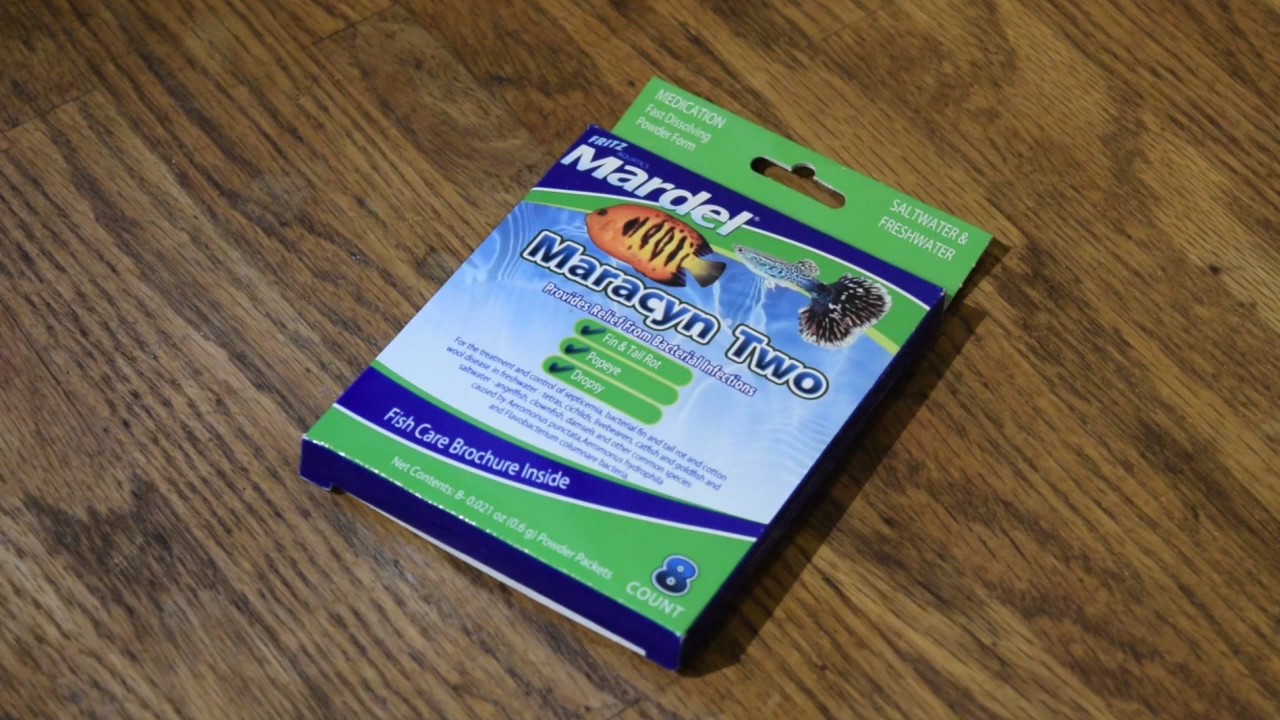 MEDICATION
Fast Dissolving
Powder Form
SALTWATER &
FRESHWATER
FRITZ
AQUATICS
Mardel®
Maracyn Two
Provides Relief From Bacterial Infections
Fin & Tail Rot
Popeye
Dropsy
For the treatment and control of septicemia, bacterial fin and tail rot and cotton
wool disease in freshwater - tetras, cichlids, livebearers, catfish and goldfish and
saltwater - angelfish, clownfish, damsels and other common species
caused by Aeromonus punctata, Aeromonus hydrophila
and Flavobacterium columnare bacteria.
Fish Care Brochure Inside
Net Contents: 8- 0.021 oz (0.6 g) Powder Packets
8
COUNT